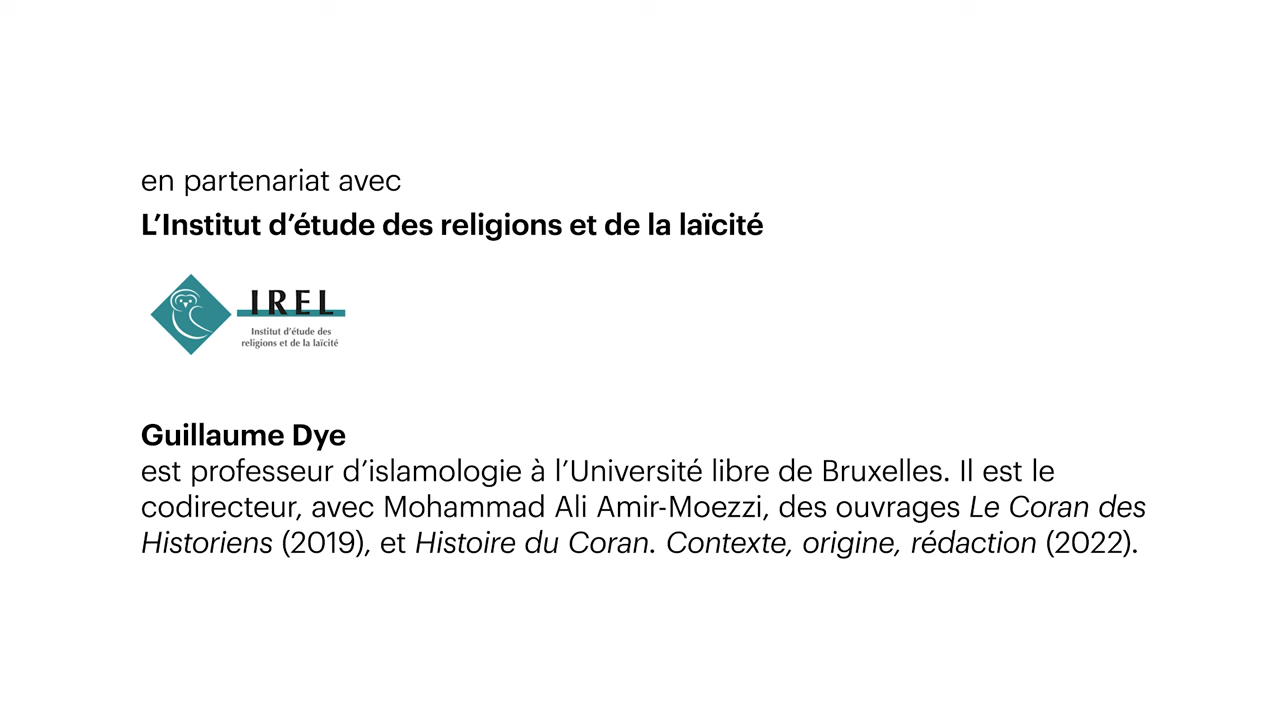 en partenariat avec
L’Institut d’étude des religions et de la laïcité
IREL
Institut d’étude des
religions et de la laïcité
Guillaume Dye
est professeur d’islamologie à l’Université libre de Bruxelles. Il est le
codirecteur, avec Mohammad Ali Amir-Moezzi, des ouvrages Le Coran des
Historiens (2019), et Histoire du Coran. Contexte, origine, rédaction (2022).